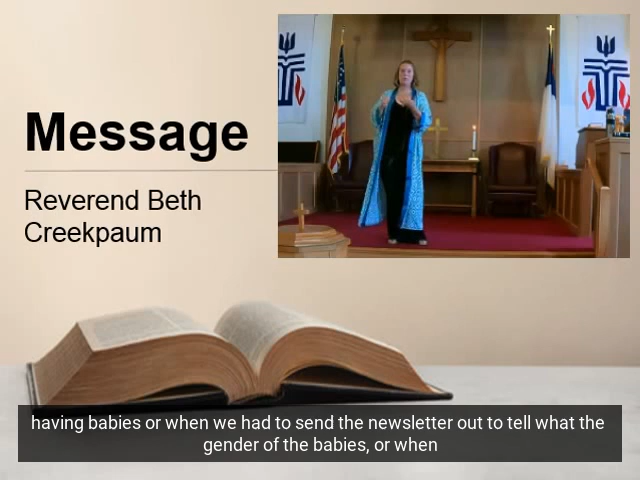 Message
Reverend Beth
Creekpaum
having babies or when we had to send the newsletter out to tell what the
gender of the babies, or when